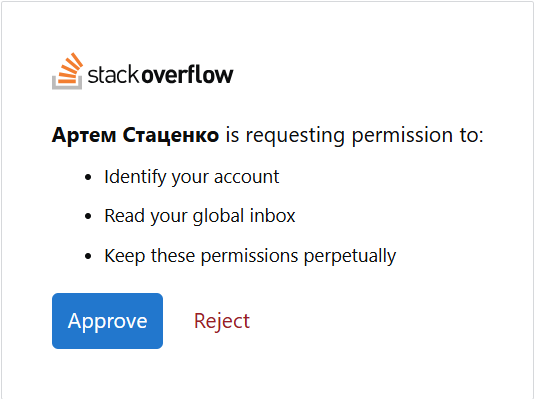 stackoverflow
Артем Стаценко is requesting permission to:
• Identify your account
• Read your global inbox
• Keep these permissions perpetually
Approve Reject